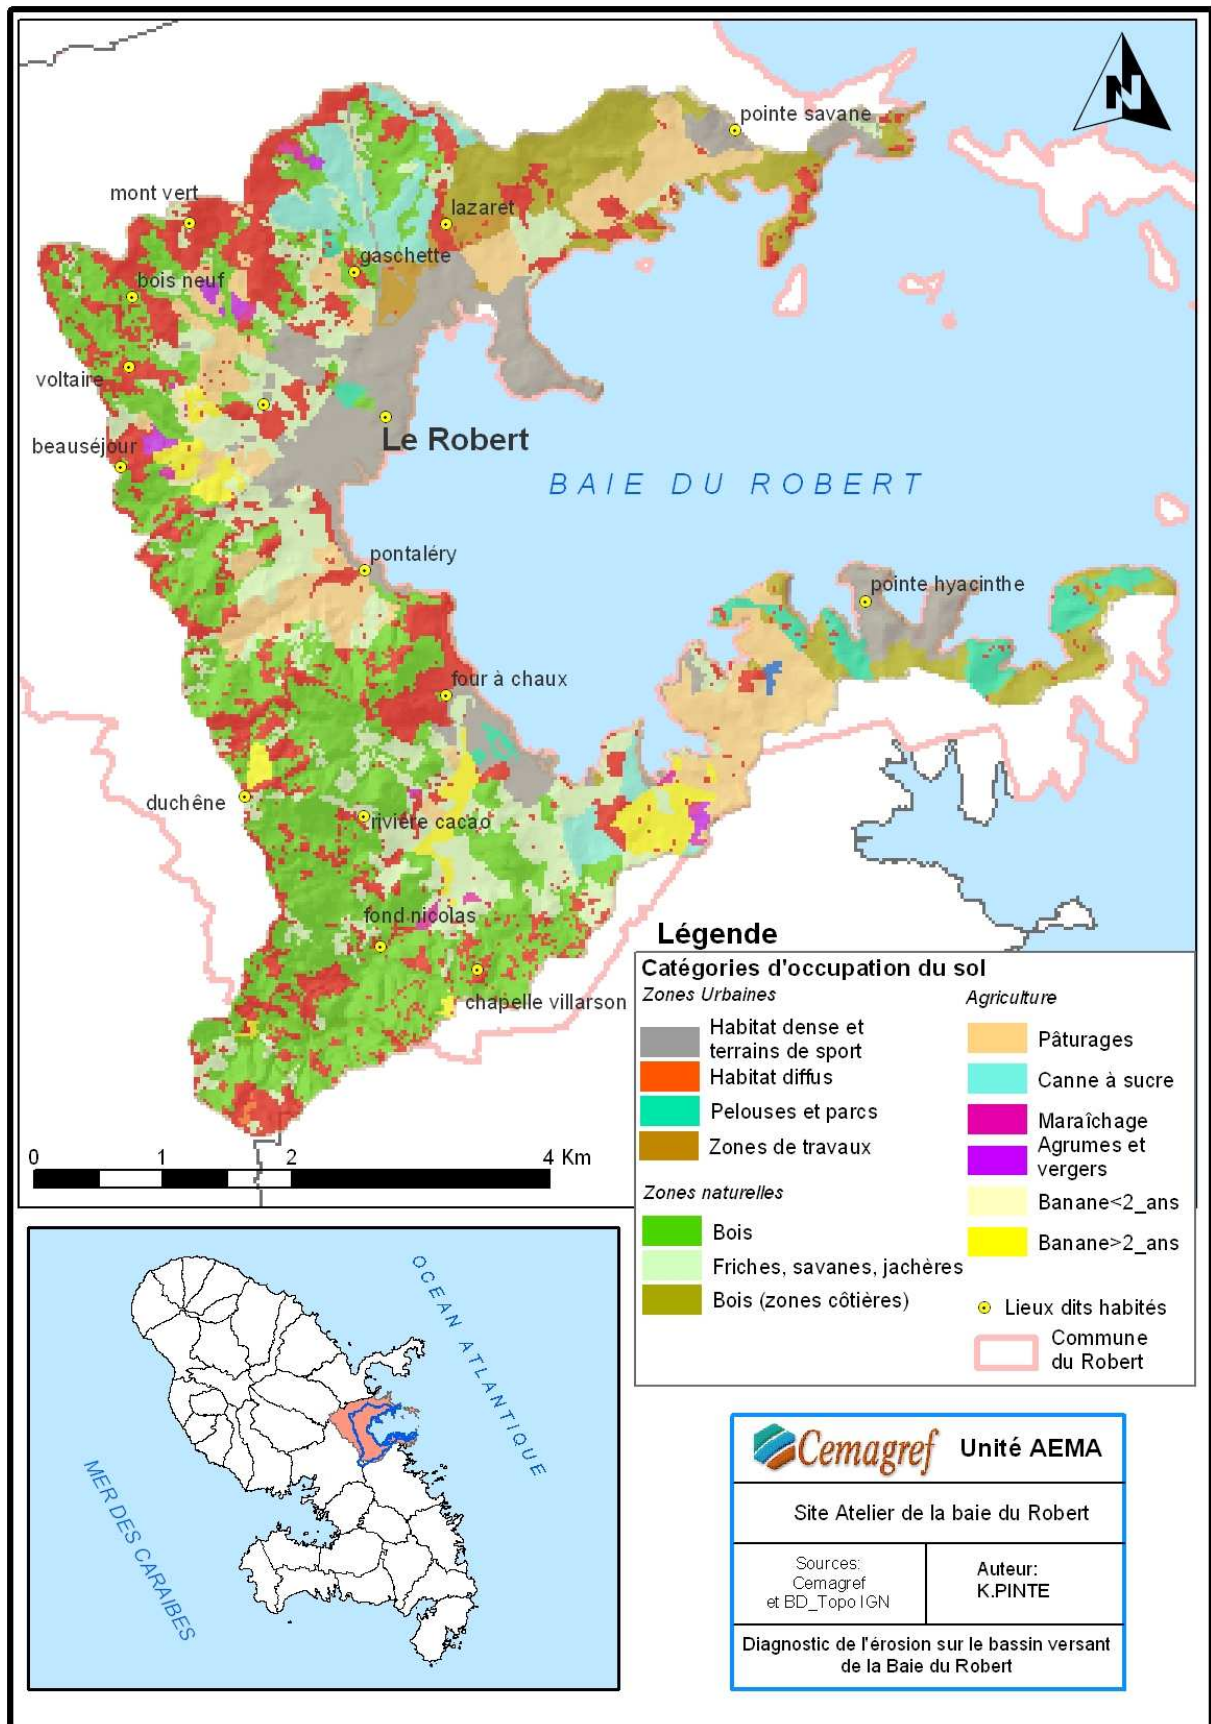 N
pointe savane
mont vert
lazaret
gaschette
bois neuf
voltaire
Le Robert
beauséjour
BAIE DU ROBERT
pontaléry
pointe hyacinthe
four à chaux
duchêne
rivière cacao
fond nicolas
chapelle villarson
0 1 2 4 Km
Légende
Catégories d'occupation du sol
Zones Urbaines
Habitat dense et
terrains de sport
Habitat diffus
Pelouses et parcs
Zones de travaux
Zones naturelles
Bois
Friches, savanes, jachères
Bois (zones côtières)
Agriculture
Pâturages
Canne à sucre
Maraîchage
Agrumes et
vergers
Banane<2_ans
Banane>2_ans
Lieux dits habités
Commune
du Robert
OCEAN ATLANTIQUE
MER DES CARAIBES
Cemagref Unité AEMA
Site Atelier de la baie du Robert
Sources:
Cemagref
et BD_Topo IGN
Auteur:
K.PINTE
Diagnostic de l'érosion sur le bassin versant
de la Baie du Robert